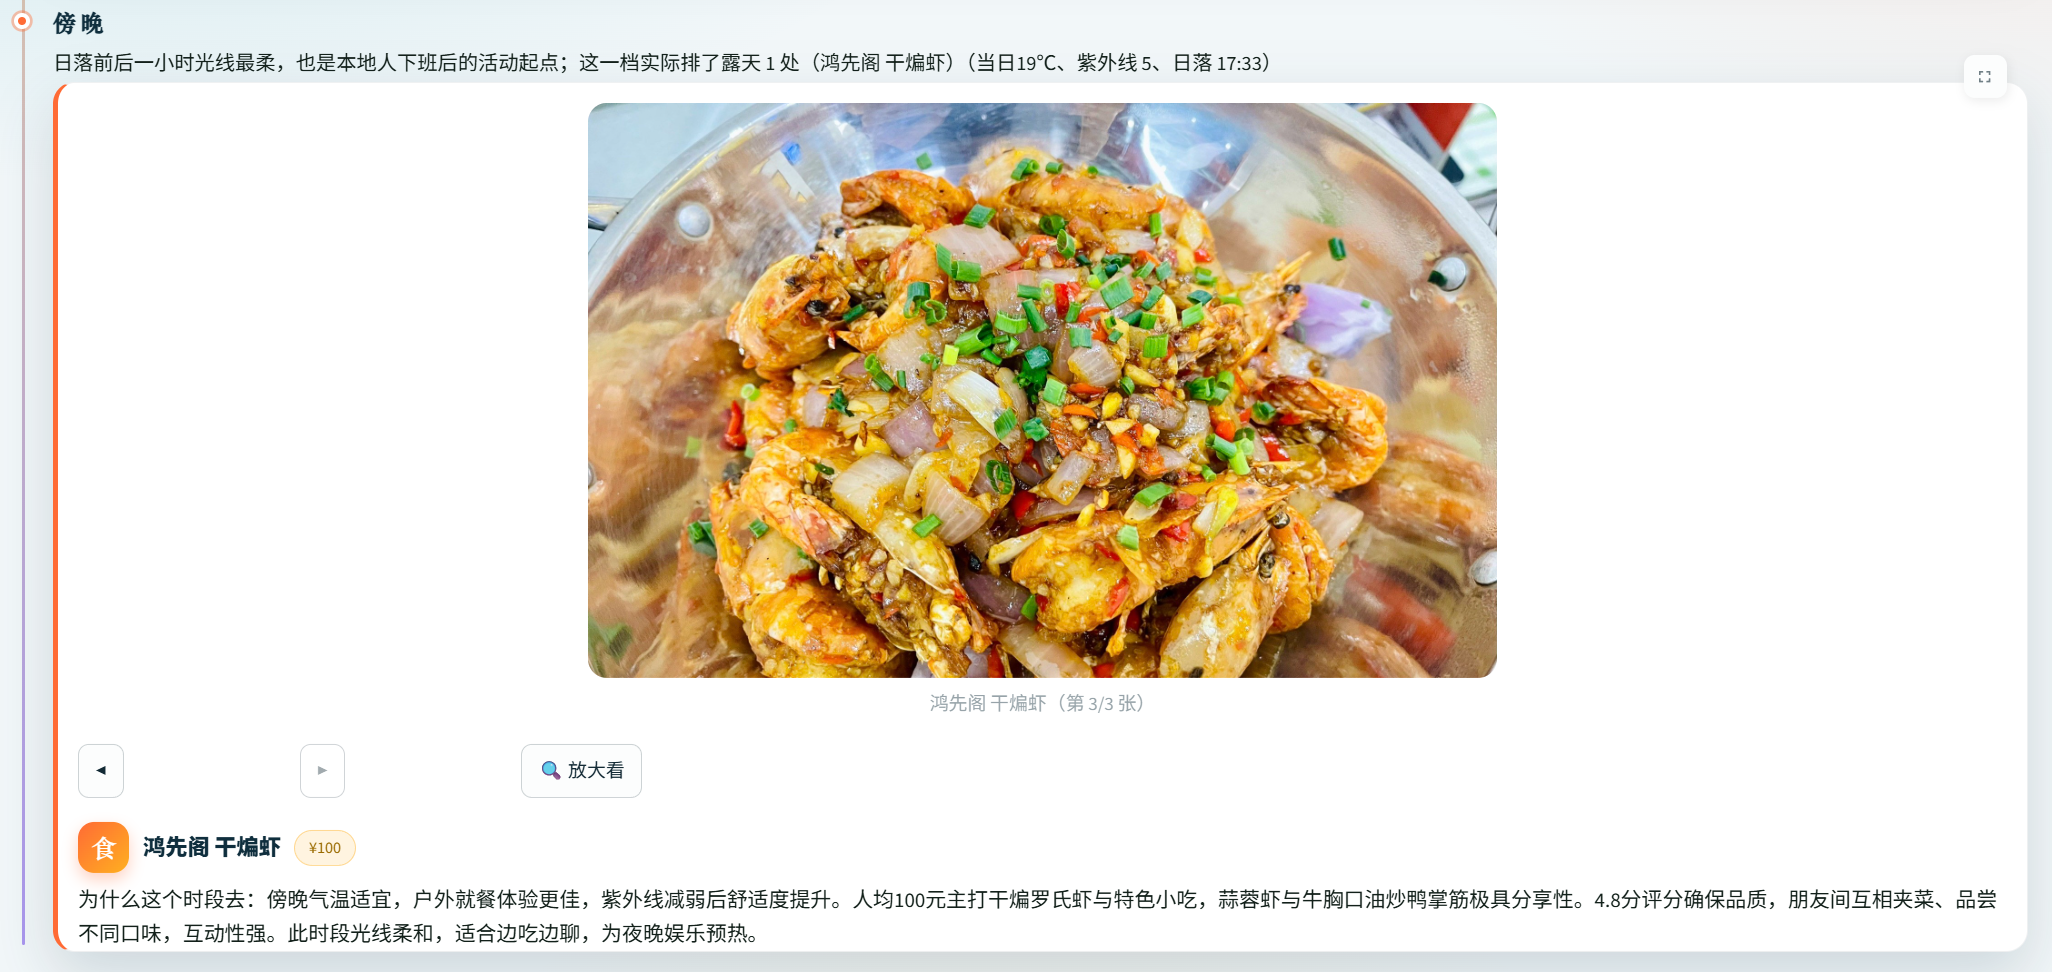 傍晚
日落前后一小时光线最柔，也是本地人下班后的活动起点；这一档实际排了露天 1 处（鸿先阁 干煸虾）（当日19℃、紫外线 5、日落 17:33）
鸿先阁 干煸虾（第 3/3 张）
◄ ► 🔍 放大看
食 鸿先阁 干煸虾 ¥100
为什么这个时段去：傍晚气温适宜，户外就餐体验更佳，紫外线减弱后舒适度提升。人均100元主打干煸罗氏虾与特色小吃，蒜蓉虾与牛胸口油炒鸭掌筋极具分享性。4.8分评分确保品质，朋友间互相夹菜、品尝
不同口味，互动性强。此时段光线柔和，适合边吃边聊，为夜晚娱乐预热。